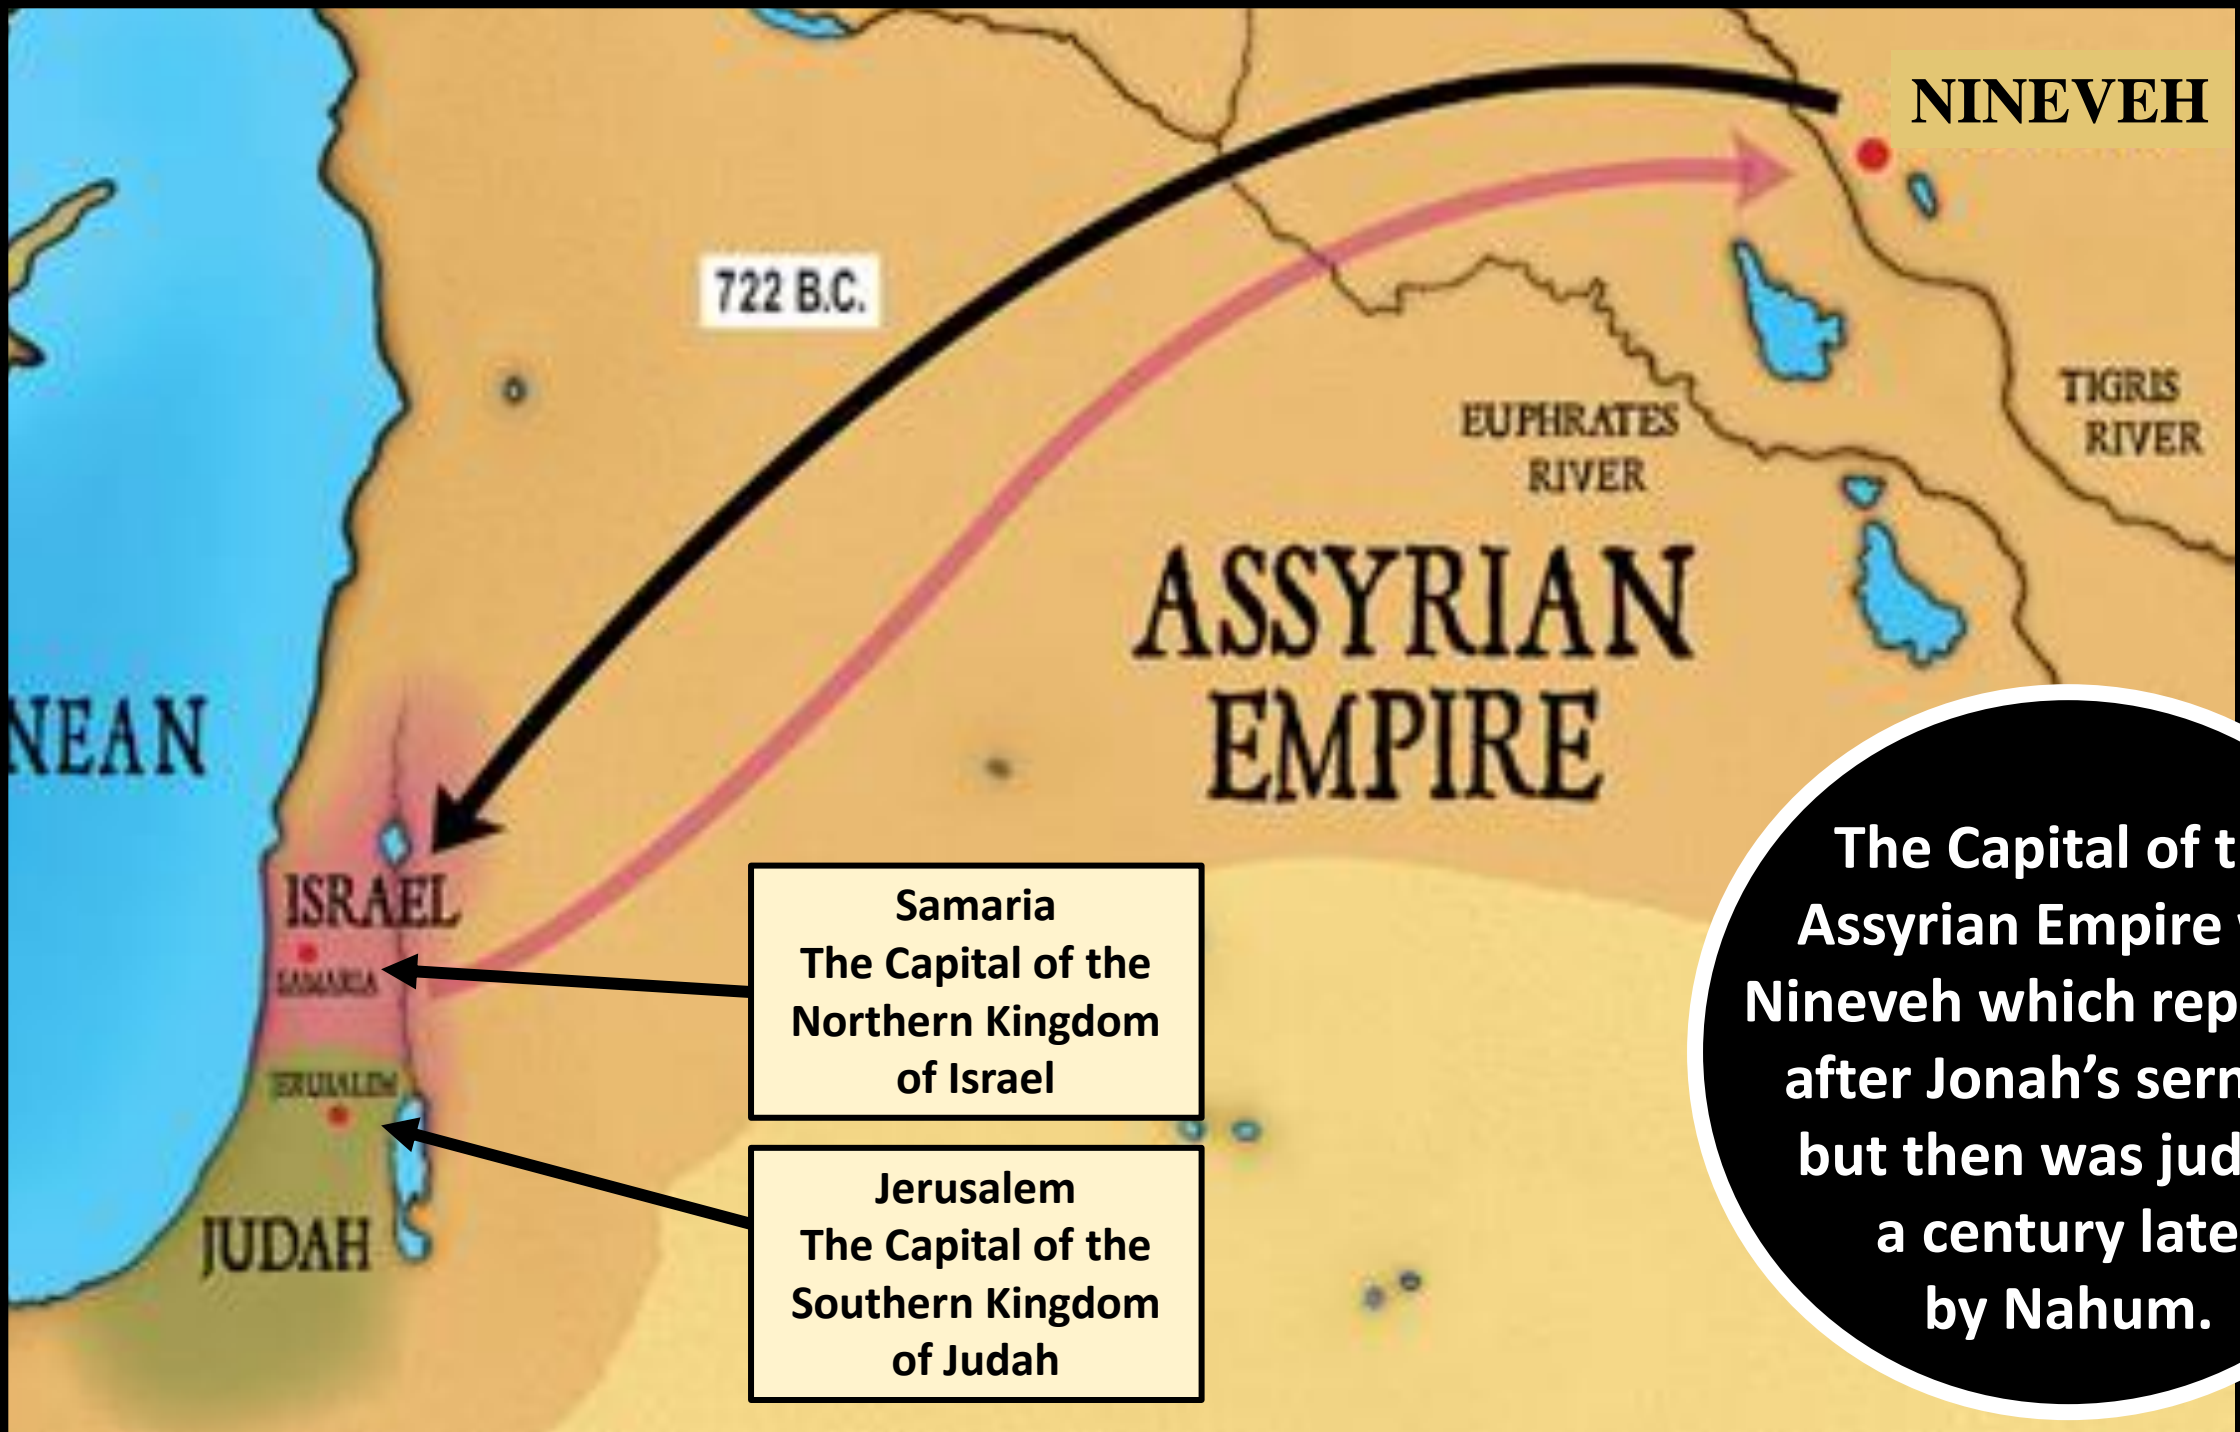 NINEVEH
722 B.C.
TIGRIS
RIVER
EUPHRATES
RIVER
ASSYRIAN
EMPIRE
NEAN
ISRAEL
SAMARIA
JERUSALEM
JUDAH
Samaria
The Capital of the
Northern Kingdom
of Israel
Jerusalem
The Capital of the
Southern Kingdom
of Judah
The Capital of t
Assyrian Empire
Nineveh which rep
after Jonah’s ser
but then was jud
a century late
by Nahum.